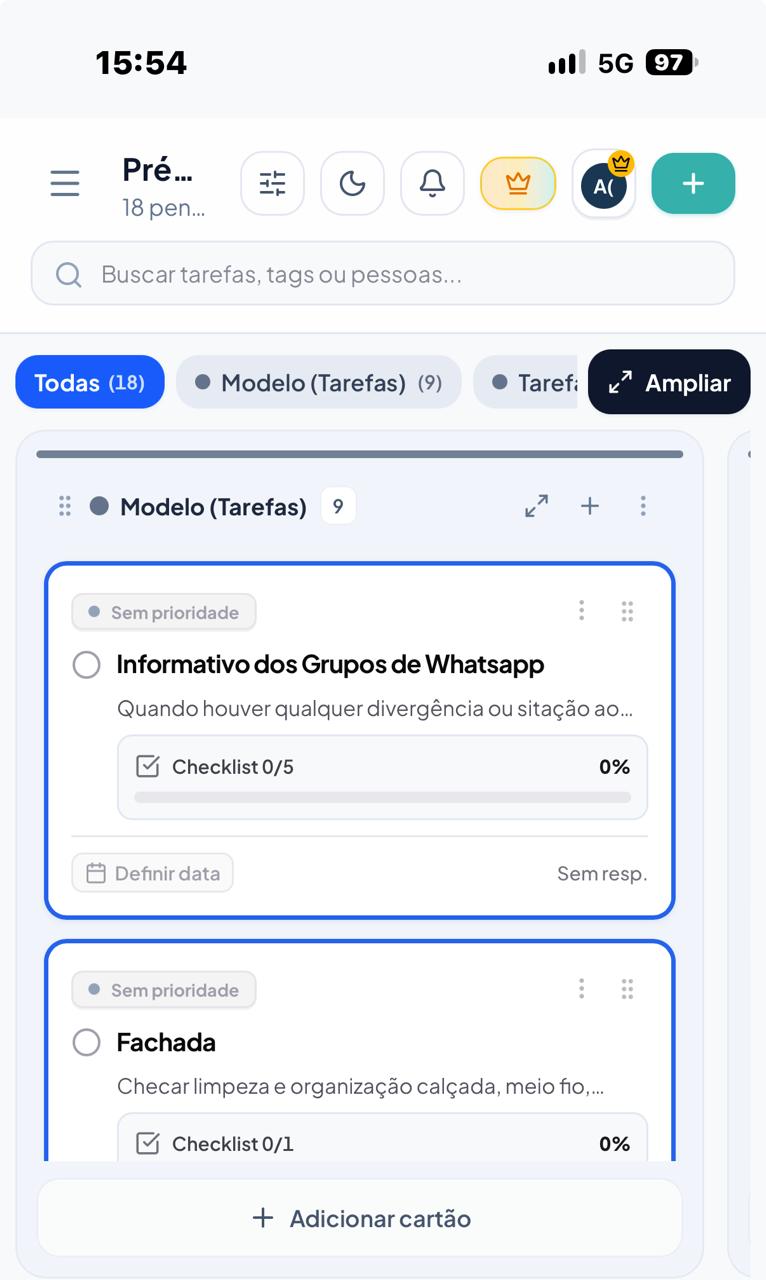 15:54
5G 97
Pré...
18 pen...
A(
Buscar tarefas, tags ou pessoas...
Todas (18)
Modelo (Tarefas) (9)
Taref
Ampliar
Modelo (Tarefas) 9
Sem prioridade
Informativo dos Grupos de Whatsapp
Quando houver qualquer divergência ou sitação ao...
Checklist 0/5 0%
Definir data Sem resp.
Sem prioridade
Fachada
Checar limpeza e organização calçada, meio fio,...
Checklist 0/1 0%
Adicionar cartão